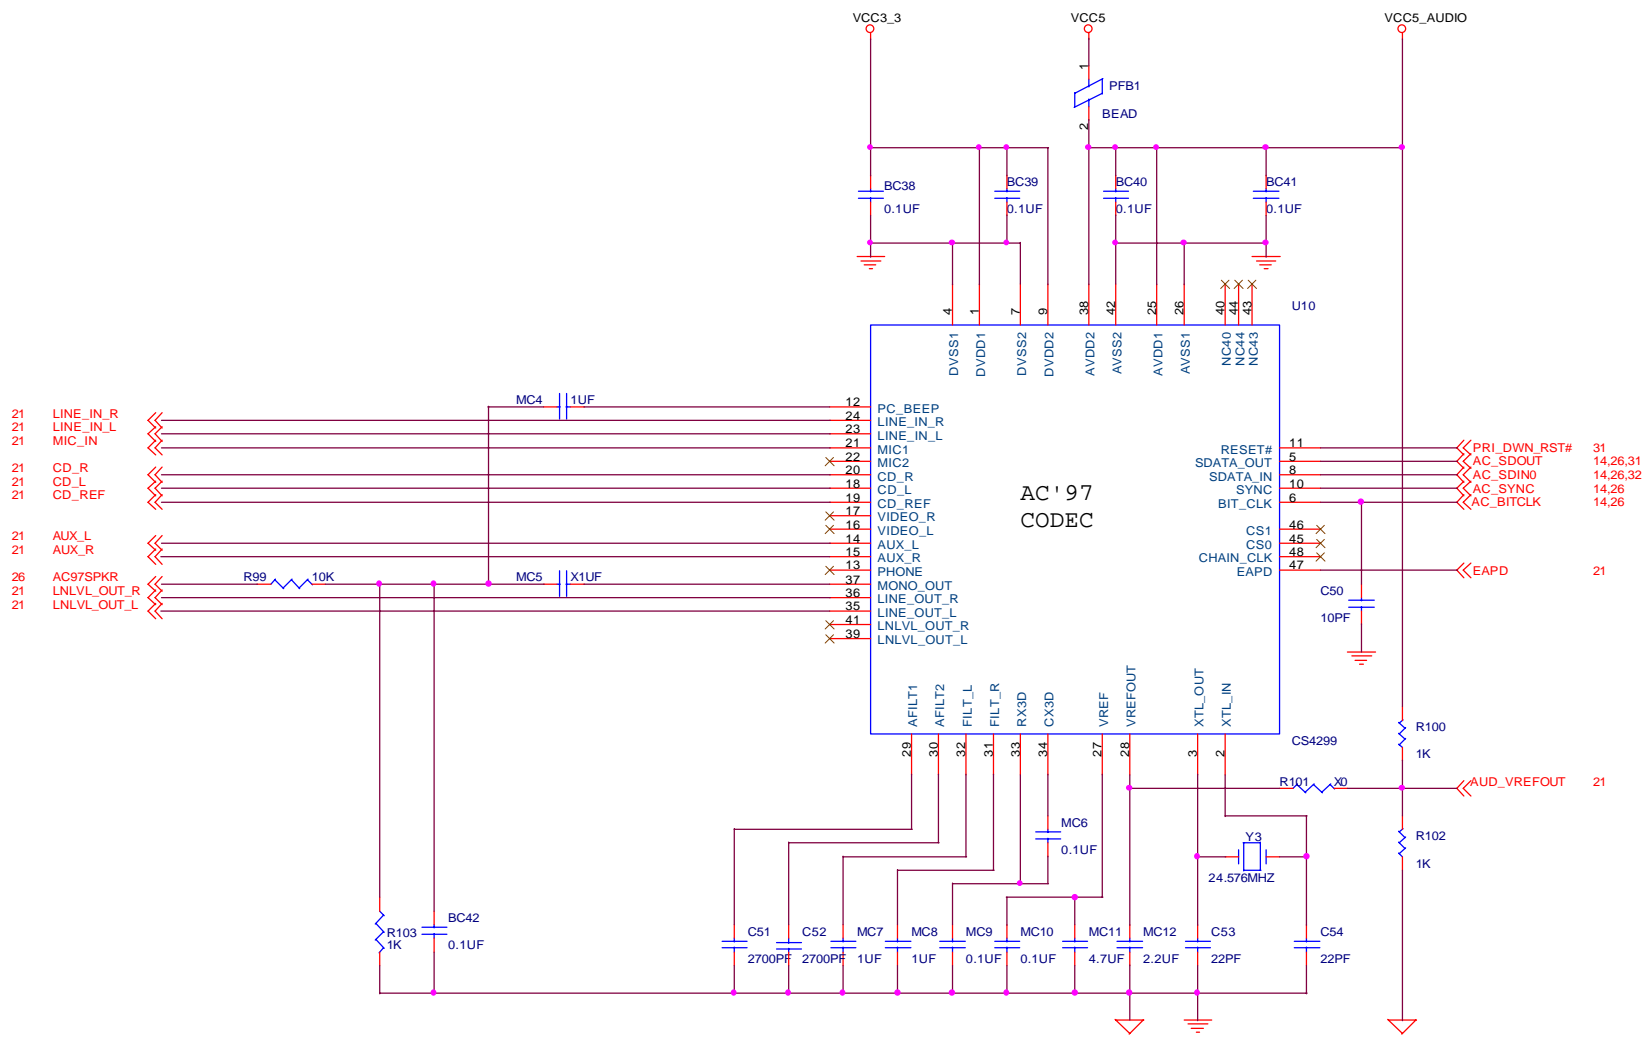 VCC3_3
VCC5
VCC5_AUDIO
1
PFB1
BEAD
2
BC38
0.1UF
BC39
0.1UF
BC40
0.1UF
BC41
0.1UF
4
1
7
9
38
42
25
26
40
44
43
U10
DVSS1
DVDD1
DVSS2
DVDD2
AVDD2
AVSS2
AVDD1
AVSS1
NC40
NC44
NC43
MC4
1UF
21 LINE_IN_R
21 LINE_IN_L
21 MIC_IN
21 CD_R
21 CD_L
21 CD_REF
21 AUX_L
21 AUX_R
26 AC97SPKR
21 LNLVL_OUT_R
21 LNLVL_OUT_L
R99
10K
MC5
X1UF
12 PC_BEEP
24 LINE_IN_R
23 LINE_IN_L
21 MIC1
22 MIC2
20 CD_R
18 CD_L
19 CD_REF
17 VIDEO_R
16 VIDEO_L
14 AUX_L
15 AUX_R
13 PHONE
37 MONO_OUT
36 LINE_OUT_R
35 LINE_OUT_L
41 LNLVL_OUT_R
39 LNLVL_OUT_L
AC'97
CODEC
RESET# 11
SDATA_OUT 5
SDATA_IN 8
SYNC 10
BIT_CLK 6
CS1 46
CS0 45
CHAIN_CLK 48
EAPD 47
PRI_DWN_RST# 31
AC_SDOUT 14,26,31
AC_SDIN0 14,26,32
AC_SYNC 14,26
AC_BITCLK 14,26
EAPD 21
C50
10PF
AFILT1
AFILT2
FILT_L
FILT_R
RX3D
CX3D
VREF
VREFOUT
XTL_OUT
XTL_IN
29
30
32
31
33
34
27
28
3
2
CS4299
R100
1K
R101
X0
AUD_VREFOUT 21
R102
1K
MC6
0.1UF
Y3
24.576MHZ
R103
1K
BC42
0.1UF
C51
2700PF
C52
2700PF
MC7
1UF
MC8
1UF
MC9
0.1UF
MC10
0.1UF
MC11
4.7UF
MC12
2.2UF
C53
22PF
C54
22PF